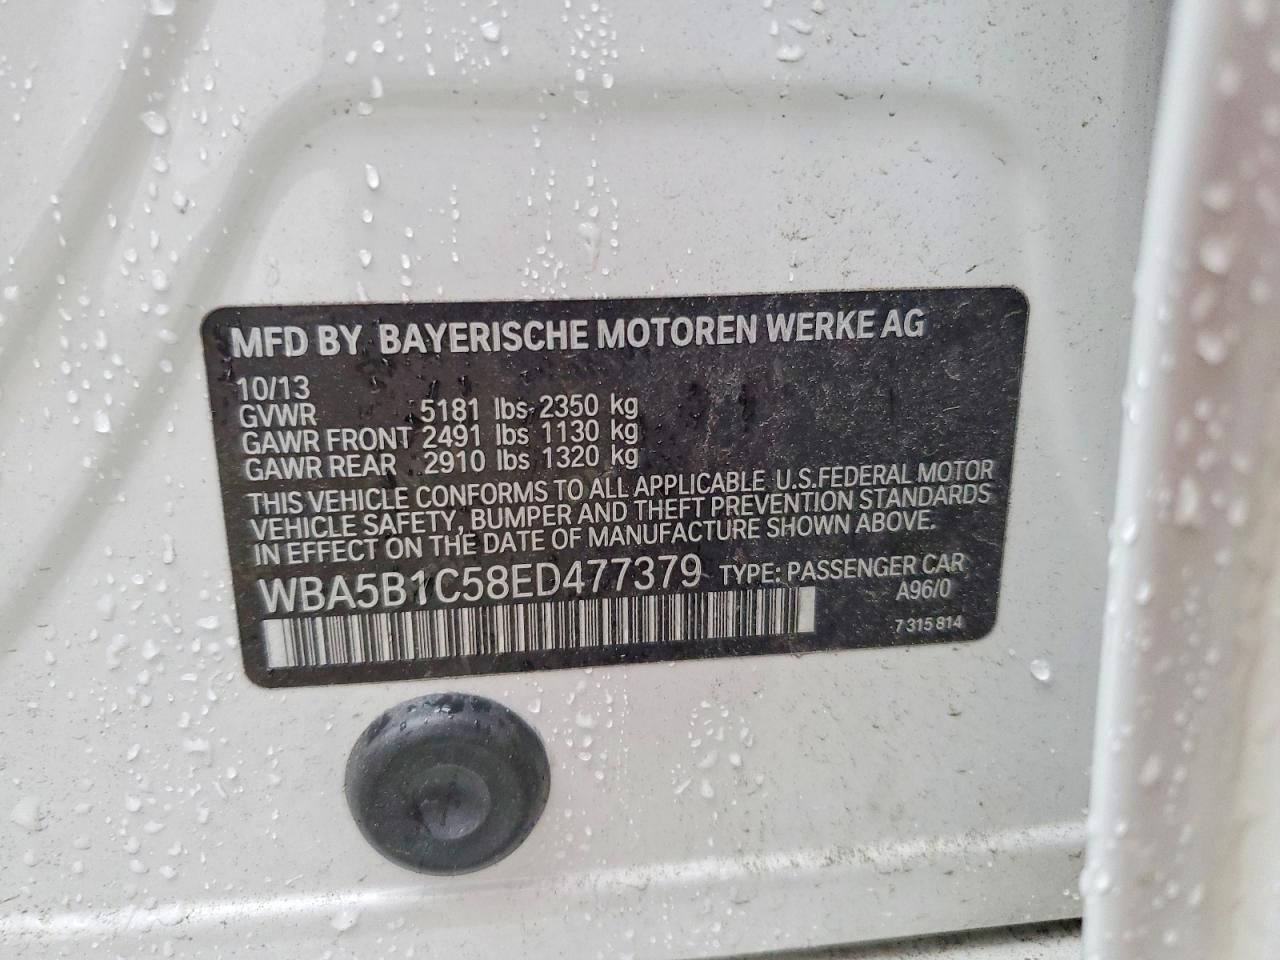 MFD BY BAYERISCHE MOTOREN WERKE AG
10/13
GVWR 5181 lbs 2350 kg
GAWR FRONT 2491 lbs 1130 kg
GAWR REAR 2910 lbs 1320 kg
THIS VEHICLE CONFORMS TO ALL APPLICABLE U.S.FEDERAL MOTOR
VEHICLE SAFETY, BUMPER AND THEFT PREVENTION STANDARDS
IN EFFECT ON THE DATE OF MANUFACTURE SHOWN ABOVE.
WBA5B1C58ED477379 TYPE: PASSENGER CAR
A96/0
7 315 814